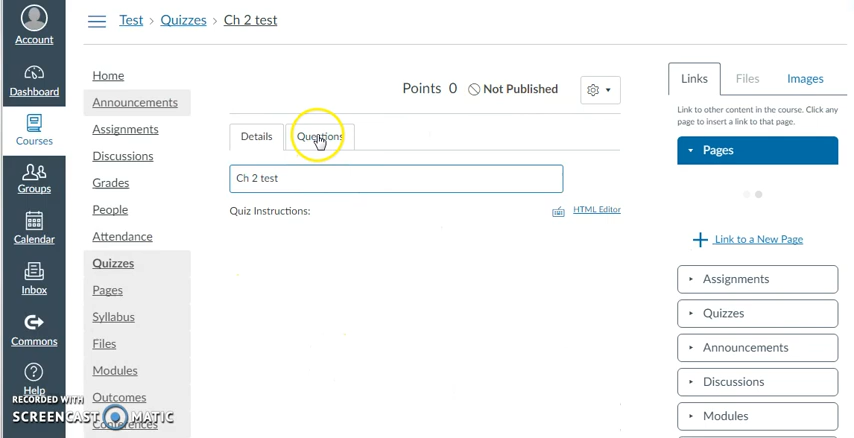 Account
Dashboard
Courses
Groups
Calendar
Inbox
Commons
Help
Test > Quizzes > Ch 2 test
Home
Announcements
Assignments
Discussions
Grades
People
Attendance
Quizzes
Pages
Syllabus
Files
Modules
Outcomes
Conferences
Points 0 Not Published
Details Questions
Ch 2 test
Quiz Instructions:
HTML Editor
Links Files Images
Link to other content in the course. Click any
page to insert a link to that page.
Pages
Link to a New Page
Assignments
Quizzes
Announcements
Discussions
Modules
RECORDED WITH
SCREENCAST MATIC